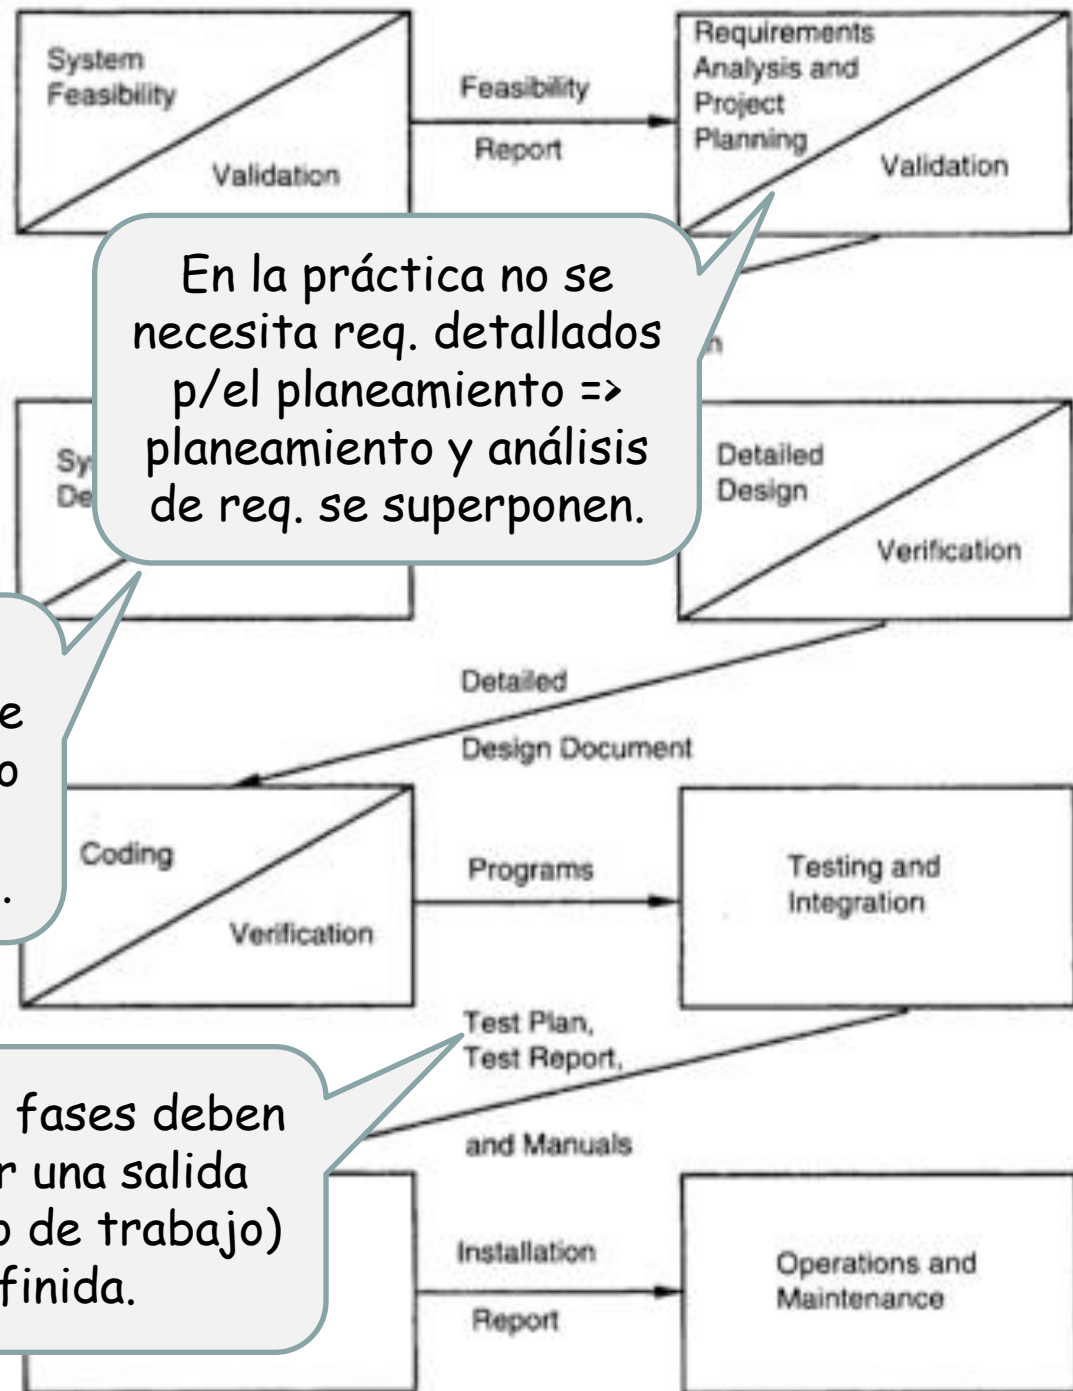 System
Feasibility
Validation
Feasibility
Report
Requirements
Analysis and
Project
Planning
Validation
En la práctica no se
necesita req. detallados
p/el planeamiento =>
planeamiento y análisis
de req. se superponen.
Detailed
Design
Verification
Detailed
Design Document
Coding
Verification
Programs
Testing and
Integration
Test Plan,
Test Report,
and Manuals
fases deben
una salida
de trabajo)
Installation
Report
Operations and
Maintenance